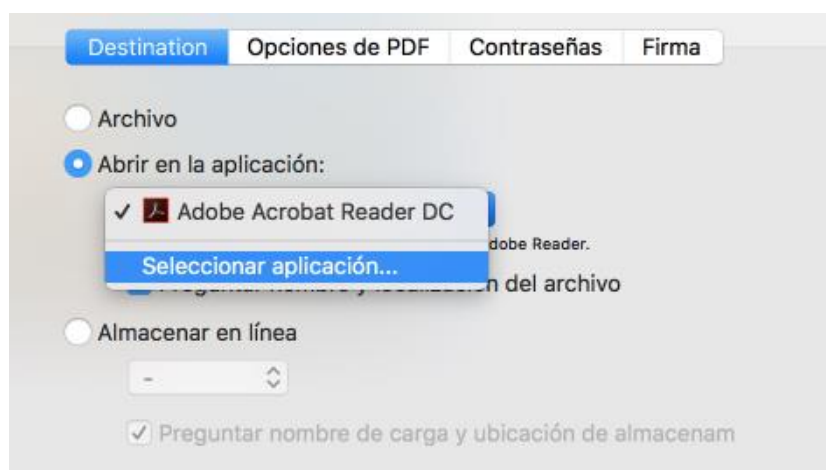 Destination Opciones de PDF Contraseñas Firma
Archivo
Abrir en la aplicación:
Adobe Acrobat Reader DC
dobe Reader.
Seleccionar aplicación...
del archivo
Almacenar en línea
-
Preguntar nombre de carga y ubicación de almacenam